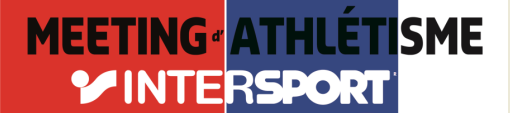 MEETING d' ATHLÉTISME
INTERSPORT